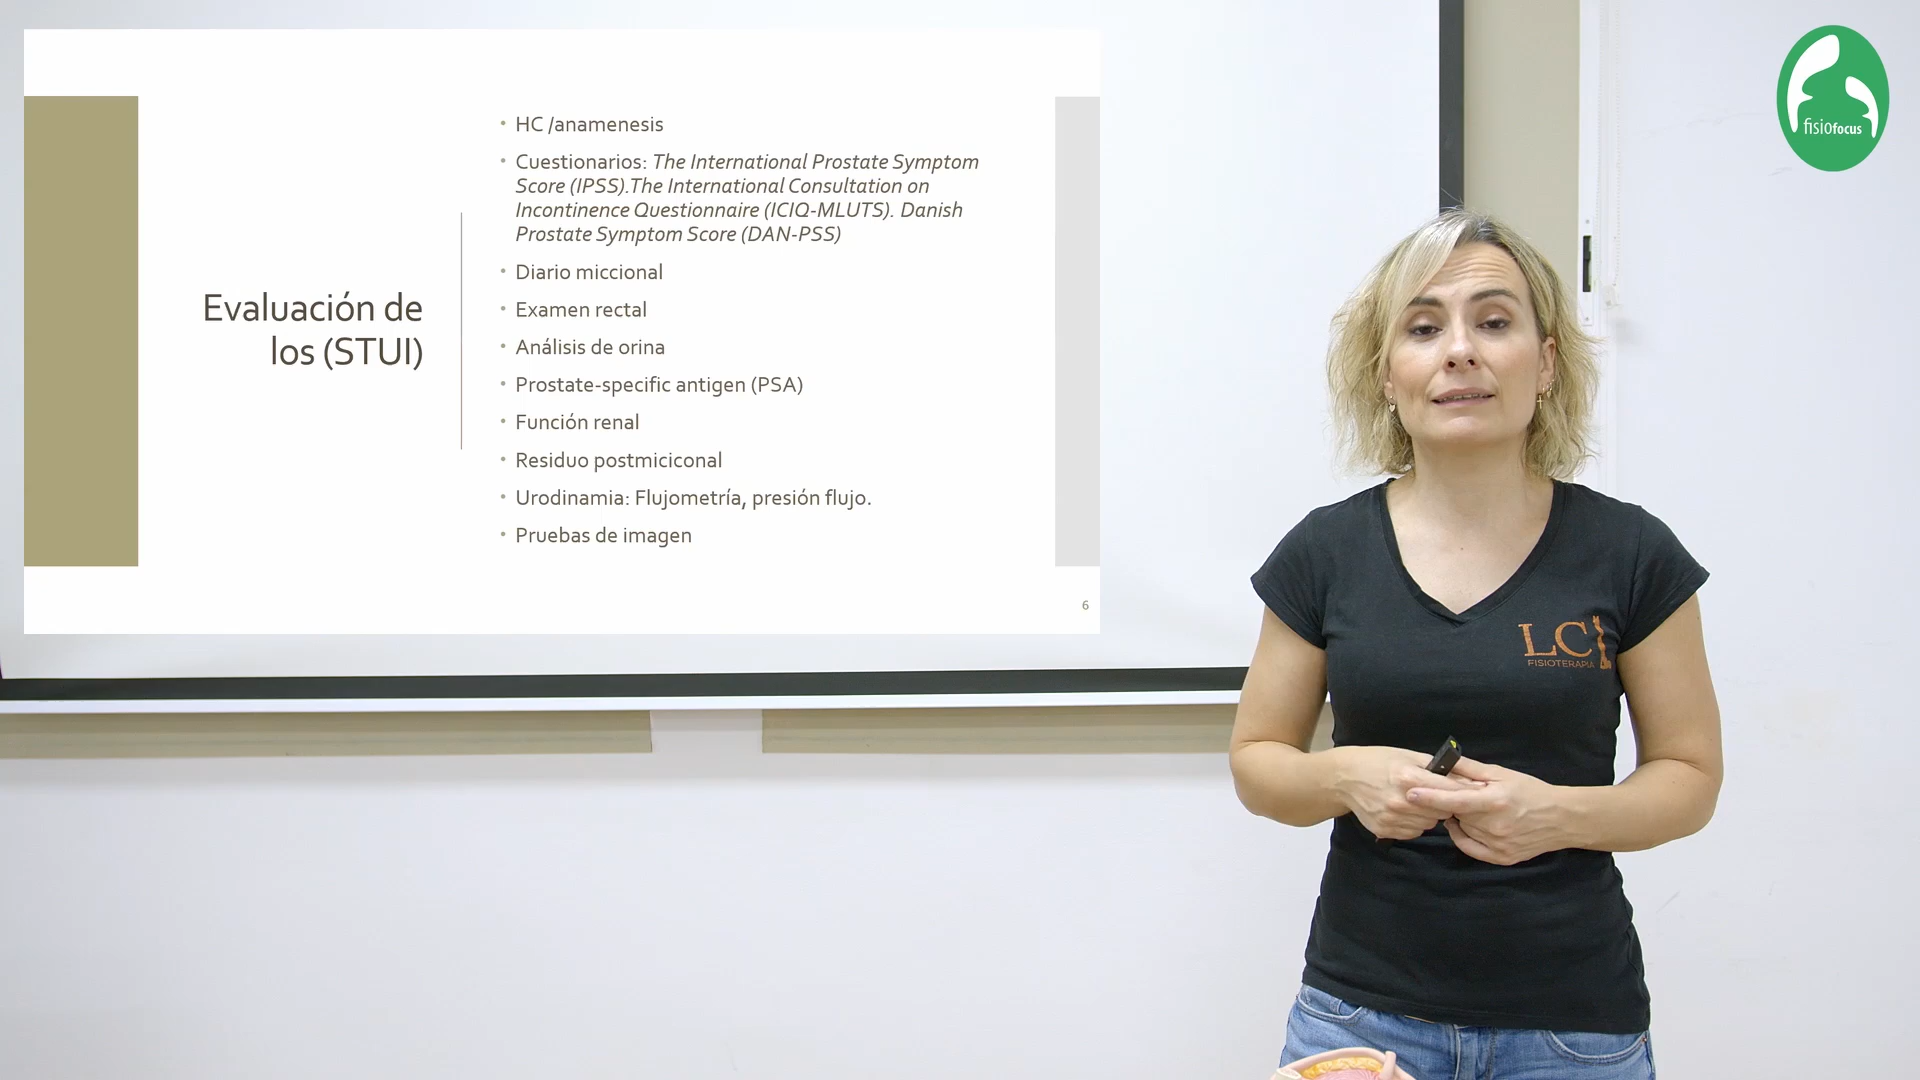 Evaluación de
los (STUI)
• HC /anamenesis
• Cuestionarios: The International Prostate Symptom
Score (IPSS).The International Consultation on
Incontinence Questionnaire (ICIQ-MLUTS). Danish
Prostate Symptom Score (DAN-PSS)
• Diario miccional
• Examen rectal
• Análisis de orina
• Prostate-specific antigen (PSA)
• Función renal
• Residuo postmiciconal
• Urodinamia: Flujometría, presión flujo.
• Pruebas de imagen
6
fisiofocus
LC
FISIOTERAPIA